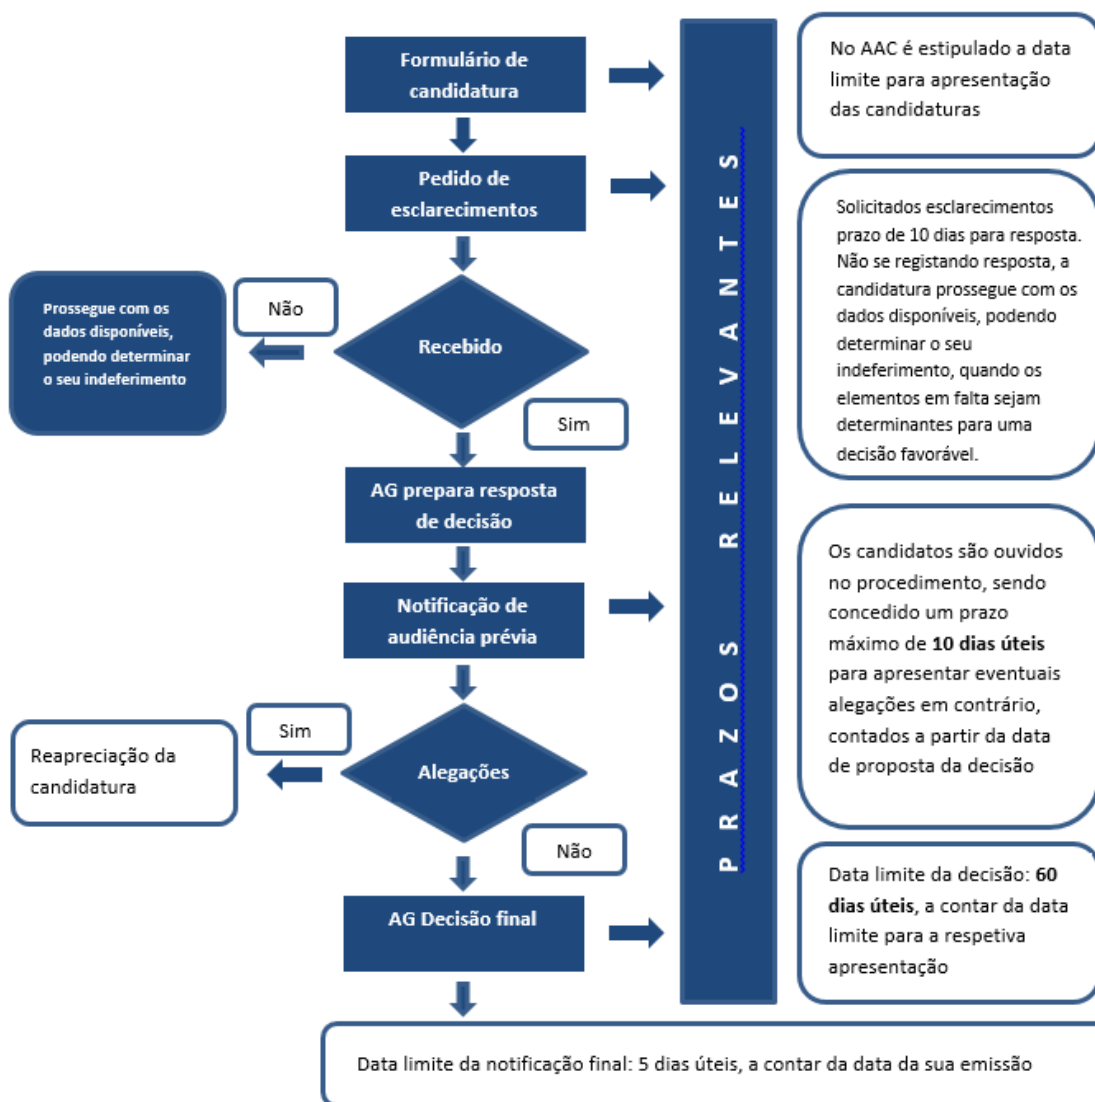 Formulário de
candidatura
No AAC é estipulado a data
limite para apresentação
das candidaturas
Pedido de
esclarecimentos
Solicitados esclarecimentos
prazo de 10 dias para resposta.
Não se registando resposta, a
candidatura prossegue com os
dados disponíveis, podendo
determinar o seu
indeferimento, quando os
elementos em falta sejam
determinantes para uma
decisão favorável.
Prossegue com os
dados disponíveis,
podendo determinar
o seu indeferimento
Não
Recebido
Sim
AG prepara resposta
de decisão
Notificação de
audiência prévia
Os candidatos são ouvidos
no procedimento, sendo
concedido um prazo
máximo de 10 dias úteis
para apresentar eventuais
alegações em contrário,
contados a partir da data
de proposta da decisão
Reapreciação da
candidatura
Sim
Alegações
Não
AG Decisão final
Data limite da decisão: 60
dias úteis, a contar da data
limite para a respetiva
apresentação
PRAZOS RELEVANTES
Data limite da notificação final: 5 dias úteis, a contar da data da sua emissão